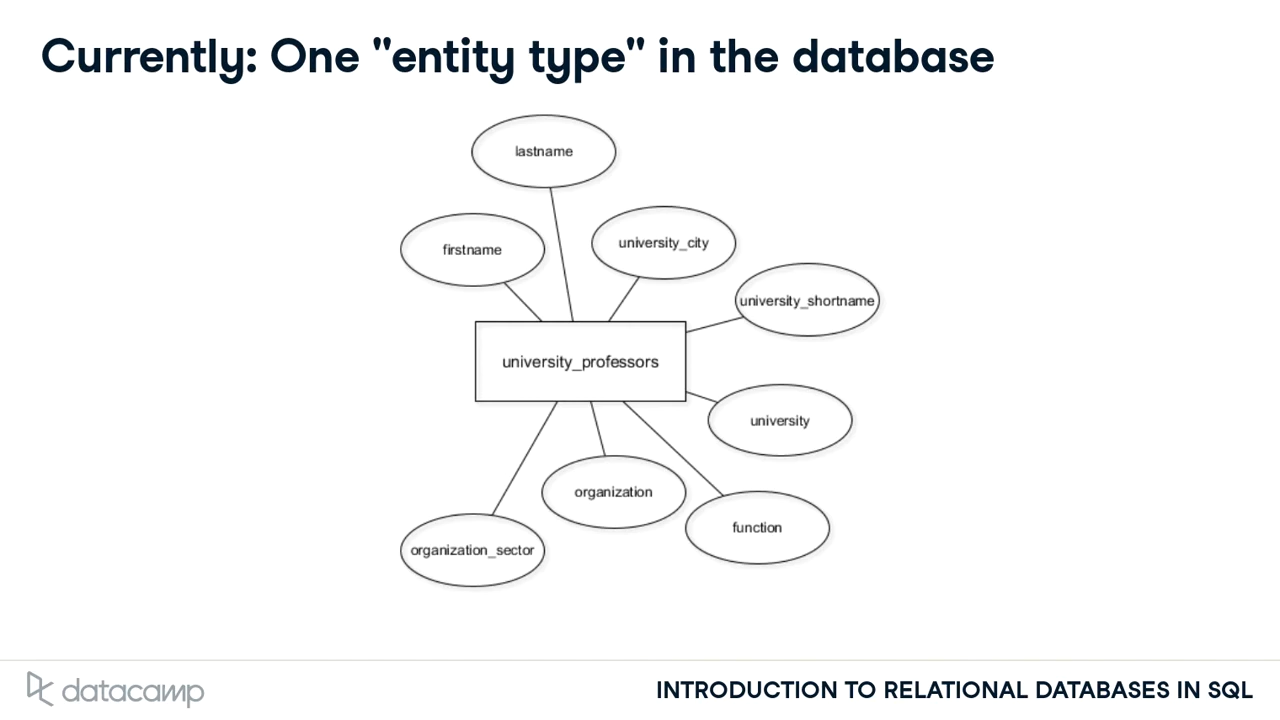 Currently: One "entity type" in the database
lastname
firstname
university_city
university_shortname
university_professors
university
organization
function
organization_sector
datacamp
INTRODUCTION TO RELATIONAL DATABASES IN SQL